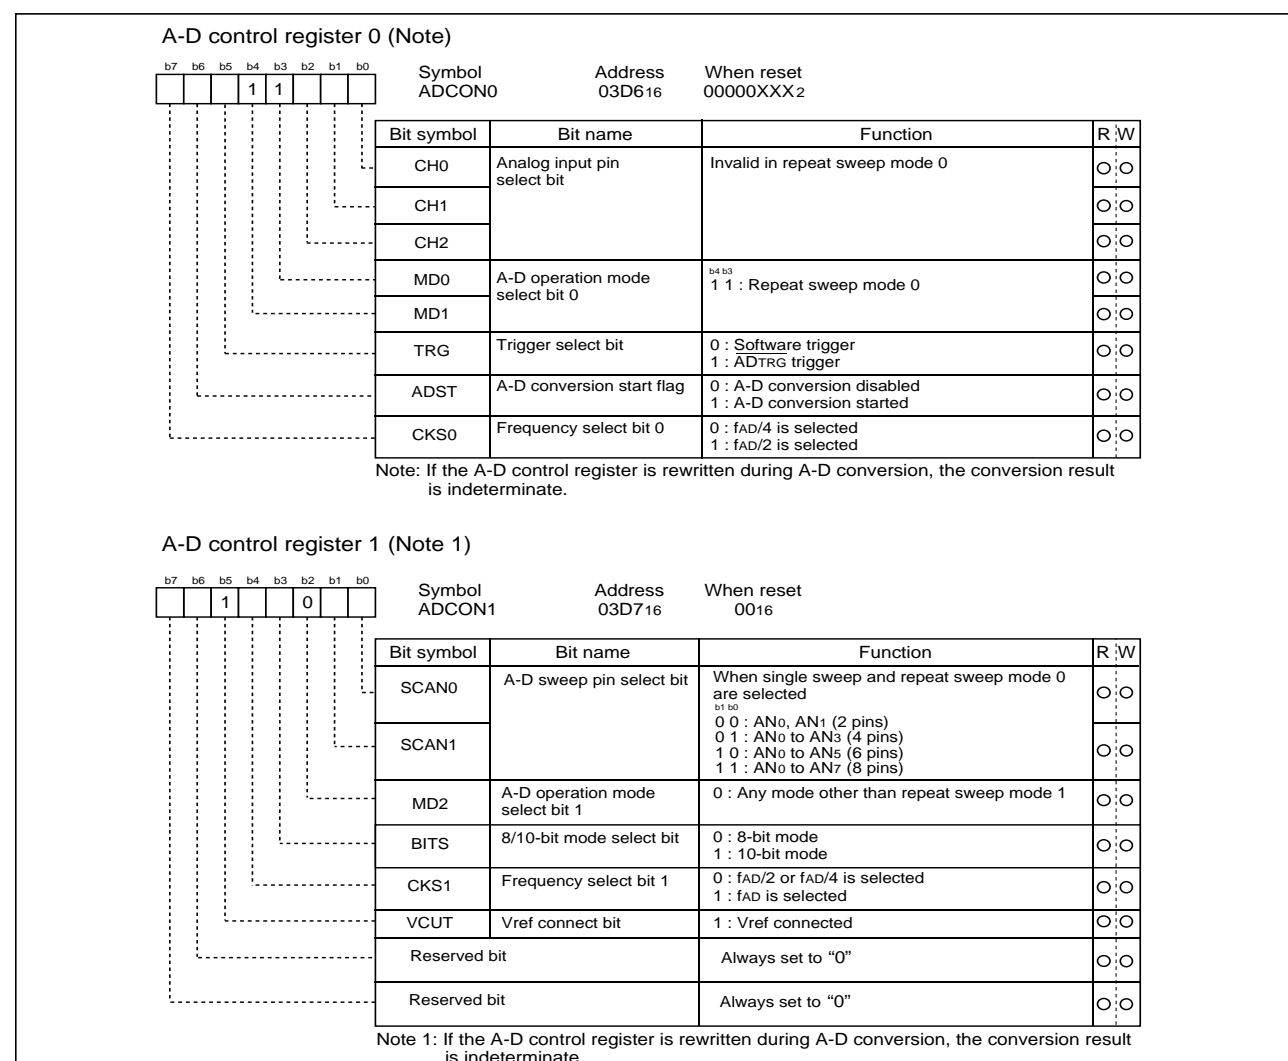 A-D control register 0 (Note)
b7 b6 b5 b4 b3 b2 b1 b0
1 1
Symbol Address When reset
ADCON0 03D616 00000XXX2
Bit symbol Bit name Function R W
CH0 Analog input pin select bit Invalid in repeat sweep mode 0
CH1
CH2
MD0 A-D operation mode select bit 0 b4 b3
1 1 : Repeat sweep mode 0
MD1
TRG Trigger select bit 0 : Software trigger
1 : ADTRG trigger
ADST A-D conversion start flag 0 : A-D conversion disabled
1 : A-D conversion started
CKS0 Frequency select bit 0 0 : fAD/4 is selected
1 : fAD/2 is selected
Note: If the A-D control register is rewritten during A-D conversion, the conversion result
is indeterminate.
A-D control register 1 (Note 1)
b7 b6 b5 b4 b3 b2 b1 b0
1 0
Symbol Address When reset
ADCON1 03D716 0016
Bit symbol Bit name Function R W
SCAN0 A-D sweep pin select bit When single sweep and repeat sweep mode 0
are selected
b1 b0
0 0 : AN0, AN1 (2 pins)
0 1 : AN0 to AN3 (4 pins)
SCAN1
1 0 : AN0 to AN5 (6 pins)
1 1 : AN0 to AN7 (8 pins)
MD2 A-D operation mode select bit 1 0 : Any mode other than repeat sweep mode 1
BITS 8/10-bit mode select bit 0 : 8-bit mode
1 : 10-bit mode
CKS1 Frequency select bit 1 0 : fAD/2 or fAD/4 is selected
1 : fAD is selected
VCUT Vref connect bit 1 : Vref connected
Reserved bit Always set to “0”
Reserved bit Always set to “0”
Note 1: If the A-D control register is rewritten during A-D conversion, the conversion result
is indeterminate